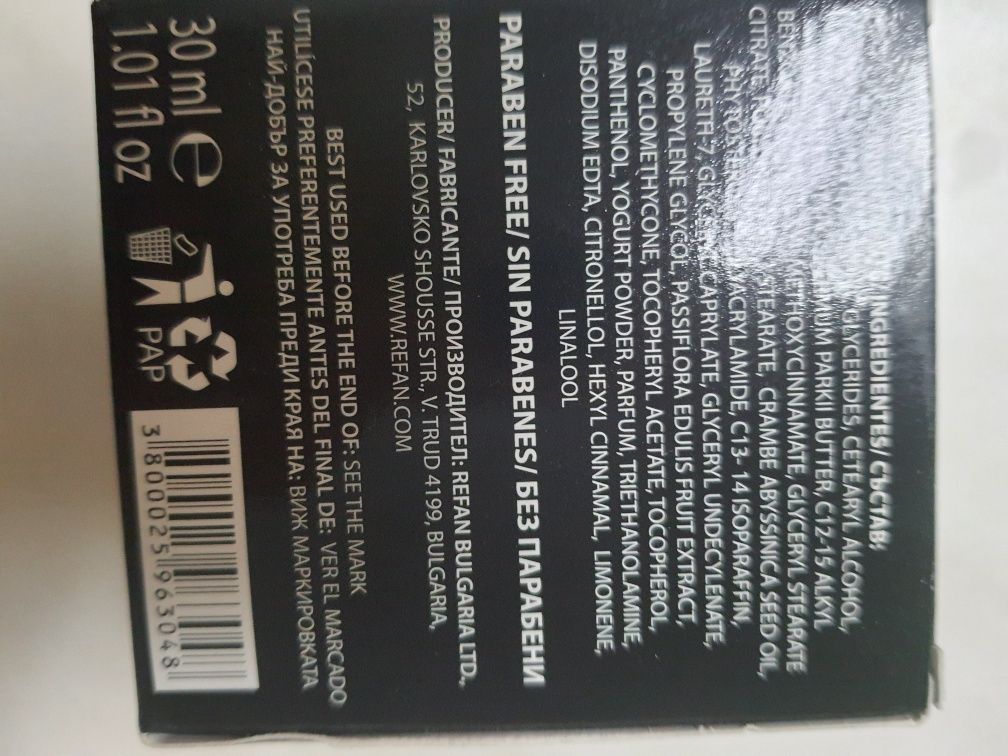 INGREDIENTES/ СЪСТАВ:
GLYCERIDES, CETEARYL ALCOHOL,
PARKII BUTTER, C12-15 ALKYL
GLYCERYL STEARATE
CITRATE, STEARATE, CRAMBE ABYSSINICA SEED OIL,
C13-14 ISOPARAFFIN,
LAURETH-7, CAPRYLATE, GLYCERYL UNDECYLENATE,
PROPYLENE GLYCOL, PASSIFLORA EDULIS FRUIT EXTRACT,
CYCLOMETHYCONE, TOCOPHERYL ACETATE, TOCOPHEROL,
PANTHENOL, YOGURT POWDER, PARFUM, TRIETHANOLAMINE,
DISODIUM EDTA, CITRONELLOL, HEXYL CINNAMAL, LIMONENE,
LINALOOL
PARABEN FREE/ SIN PARABENES/ БЕЗ ПАРАБЕНИ
PRODUCER/ FABRICANTE/ ПРОИЗВОДИТЕЛ: REFAN BULGARIA LTD.,
52, KARLOVSKO SHOUSSE STR., V. TRUD 4199, BULGARIA,
WWW.REFAN.COM
BEST USED BEFORE THE END OF: SEE THE MARK
UTILÍCESE PREFERENTEMENTE ANTES DEL FINAL DE: VER EL MARCADO
НАЙ-ДОБЪР ЗА УПОТРЕБА ПРЕДИ КРАЯ НА: ВИЖ МАРКИРОВКАТА
30 ml e
1,01 fl oz
PAP
3 800025 963048